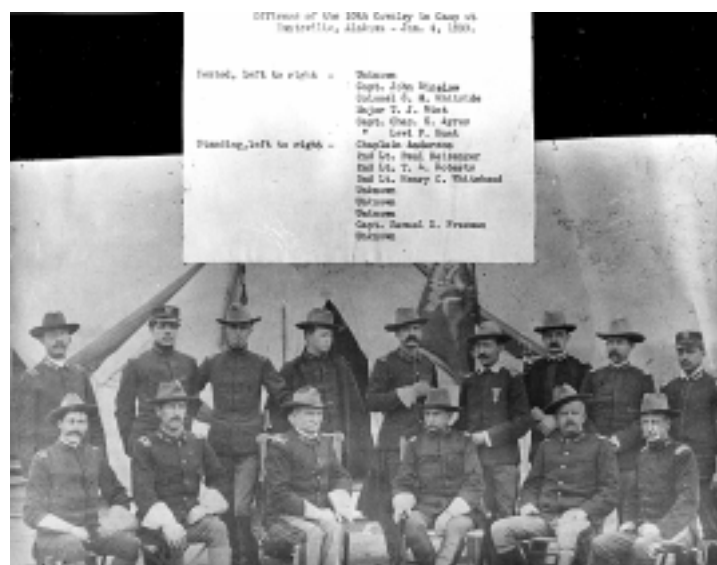 Officers of the 10th Cavalry in Camp at
Huntsville, Alabama - Jan. 4, 1899.
Seated, left to right - Unknown
Capt. John Bigelow
Colonel S. M. Whitside
Major T. J. Wint
Capt. Chas. G. Ayres
" Levi P. Hunt
Standing, left to right - Chaplain Anderson
2nd Lt. Paul
2nd Lt. T. A. Roberts
2nd Lt. Henry C. Whitehead
Unknown
Unknown
Unknown
Capt. Samuel D. Freeman
Unknown